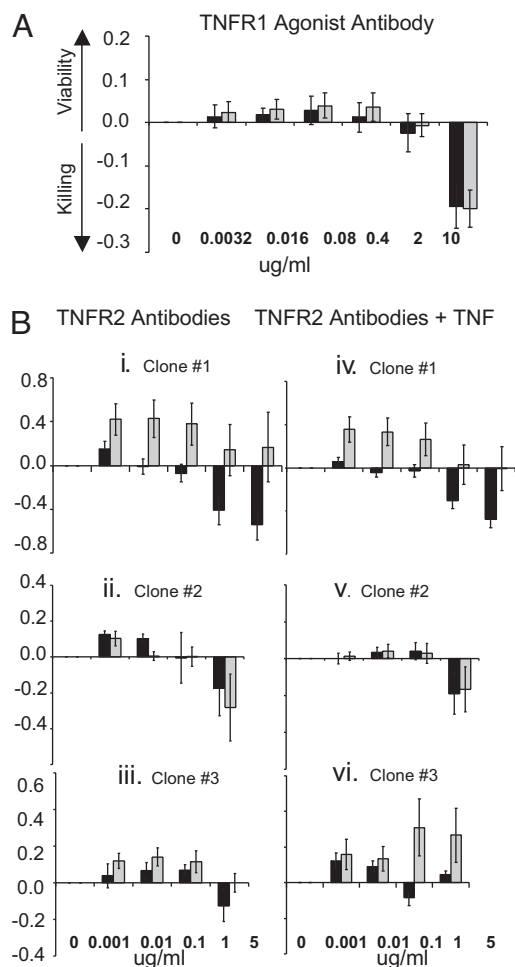 A
TNFR1 Agonist Antibody
Viability
Killing
0.2
0.1
0.0
-0.1
-0.2
-0.3
0 0.0032 0.016 0.08 0.4 2 10
ug/ml
B
TNFR2 Antibodies TNFR2 Antibodies + TNF
i. Clone #1 iv. Clone #1
0.8
0.4
0.0
-0.4
-0.8
ii. Clone #2 v. Clone #2
0.4
0.2
0.0
-0.2
-0.4
iii. Clone #3 vi. Clone #3
0.6
0.4
0.2
0.0
-0.2
-0.4
0 0.001 0.01 0.1 1 5 0 0.001 0.01 0.1 1 5
ug/ml ug/ml